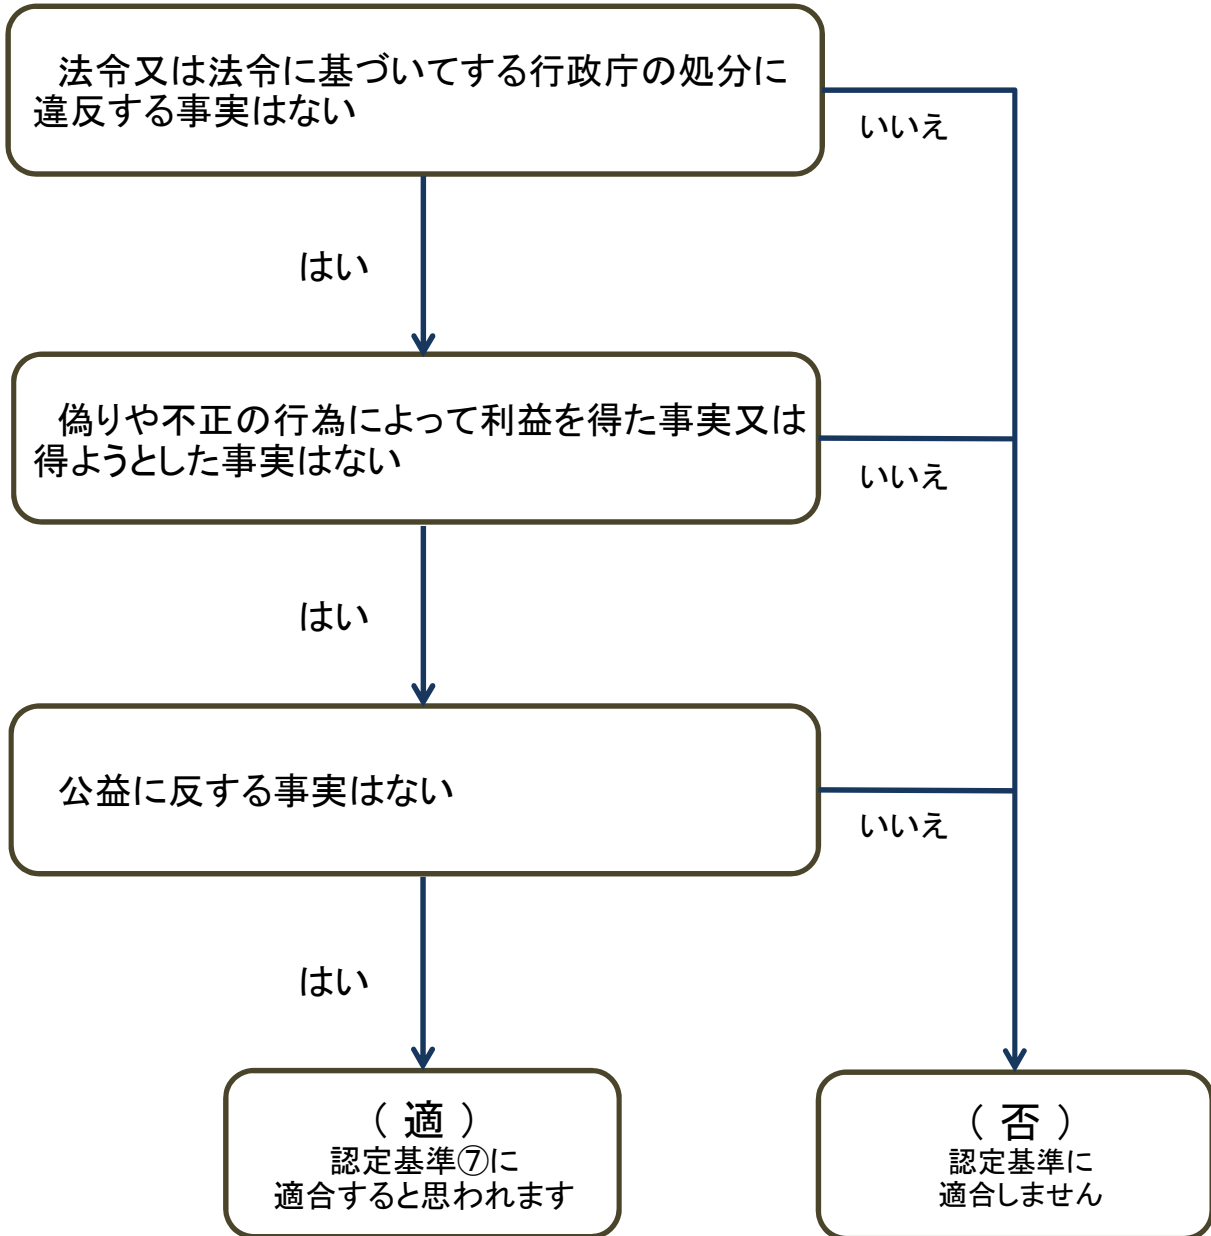 法令又は法令に基づいてする行政庁の処分に
違反する事実はない
いいえ
はい
偽りや不正の行為によって利益を得た事実又は
得ようとした事実はない
いいえ
はい
公益に反する事実はない
いいえ
はい
(適)
認定基準⑦に
適合すると思われます
(否)
認定基準に
適合しません